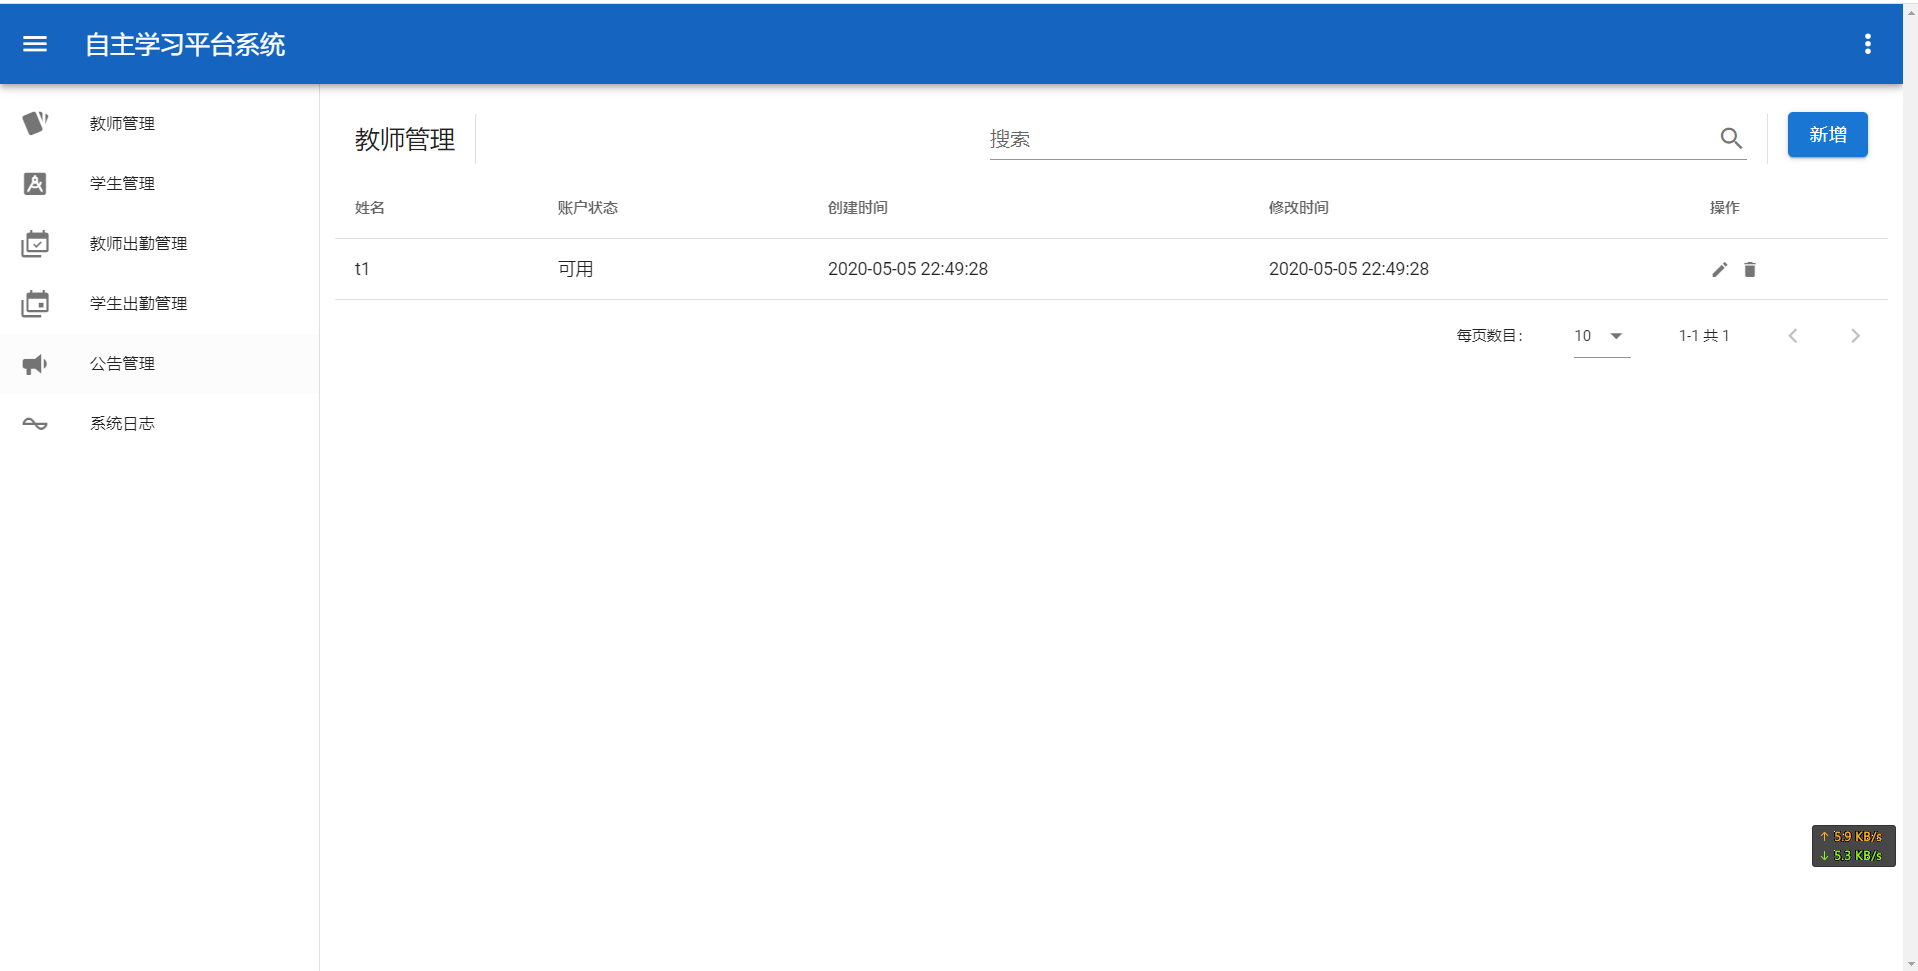 自主学习平台系统
教师管理
学生管理
教师出勤管理
学生出勤管理
公告管理
系统日志
教师管理
搜索
新增
姓名 账户状态 创建时间 修改时间 操作
t1 可用 2020-05-05 22:49:28 2020-05-05 22:49:28
每页数目: 10 1-1 共 1
↑ 5.9 KB/s
↓ 5.3 KB/s